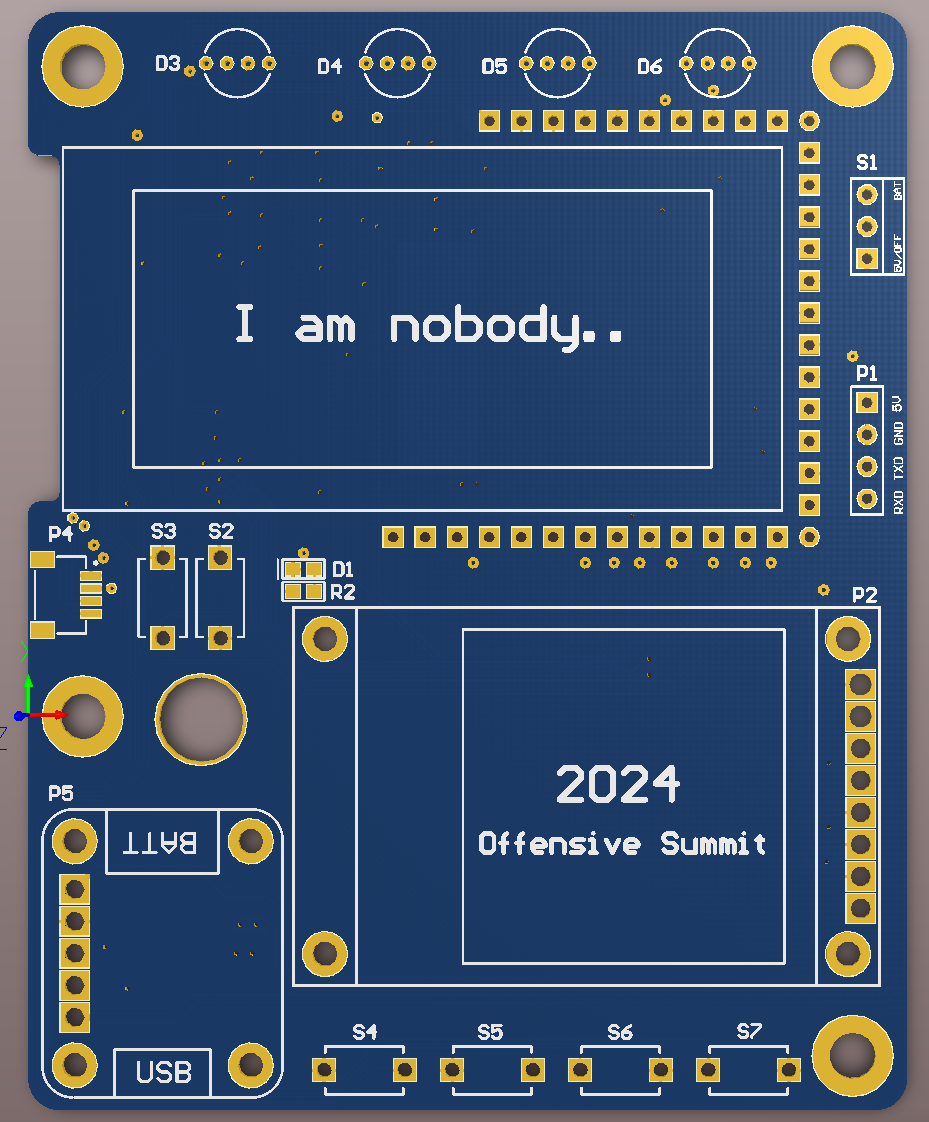 D3
D4
D5
D6
S1
BAT
5V/OFF
I am nobody..
P1
5V
GND
TXD
RXD
P4
S3
S2
D1
R2
P2
2024
Offensive Summit
P5
BATT
USB
S4
S5
S6
S7
Z